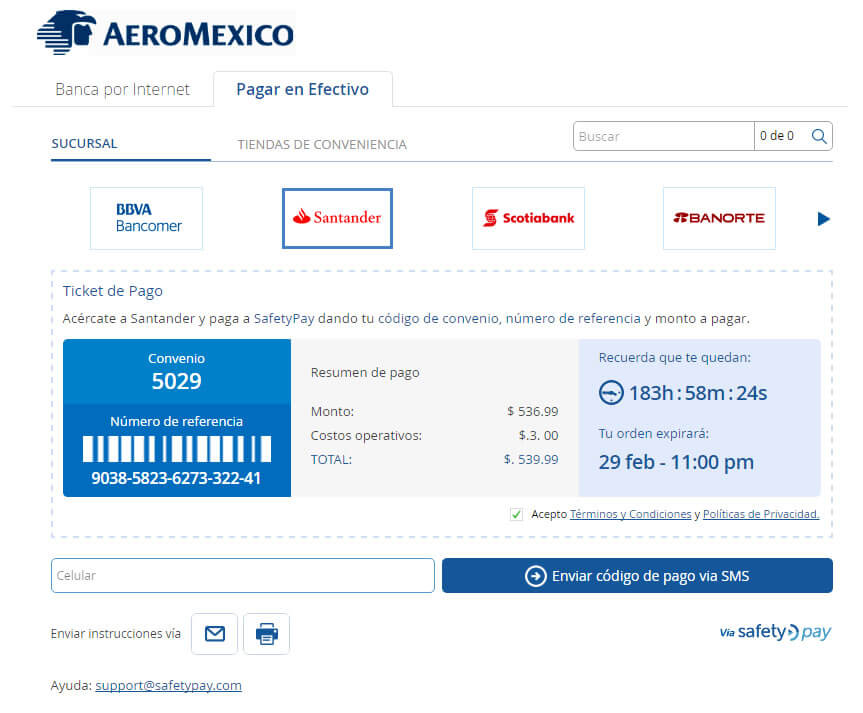 AEROMEXICO
Banca por Internet
Pagar en Efectivo
SUCURSAL
TIENDAS DE CONVENIENCIA
Buscar
0 de 0
BBVA
Bancomer
Santander
Scotiabank
BANORTE
Ticket de Pago
Acércate a Santander y paga a SafetyPay dando tu código de convenio, número de referencia y monto a pagar.
Convenio
5029
Número de referencia
9038-5823-6273-322-41
Resumen de pago
Monto: $ 536.99
Costos operativos: $.3. 00
TOTAL: $. 539.99
Recuerda que te quedan:
183h : 58m : 24s
Tu orden expirará:
29 feb - 11:00 pm
Acepto Términos y Condiciones y Políticas de Privacidad.
Celular
Enviar código de pago via SMS
Enviar instrucciones vía
Via safetypay
Ayuda: support@safetypay.com